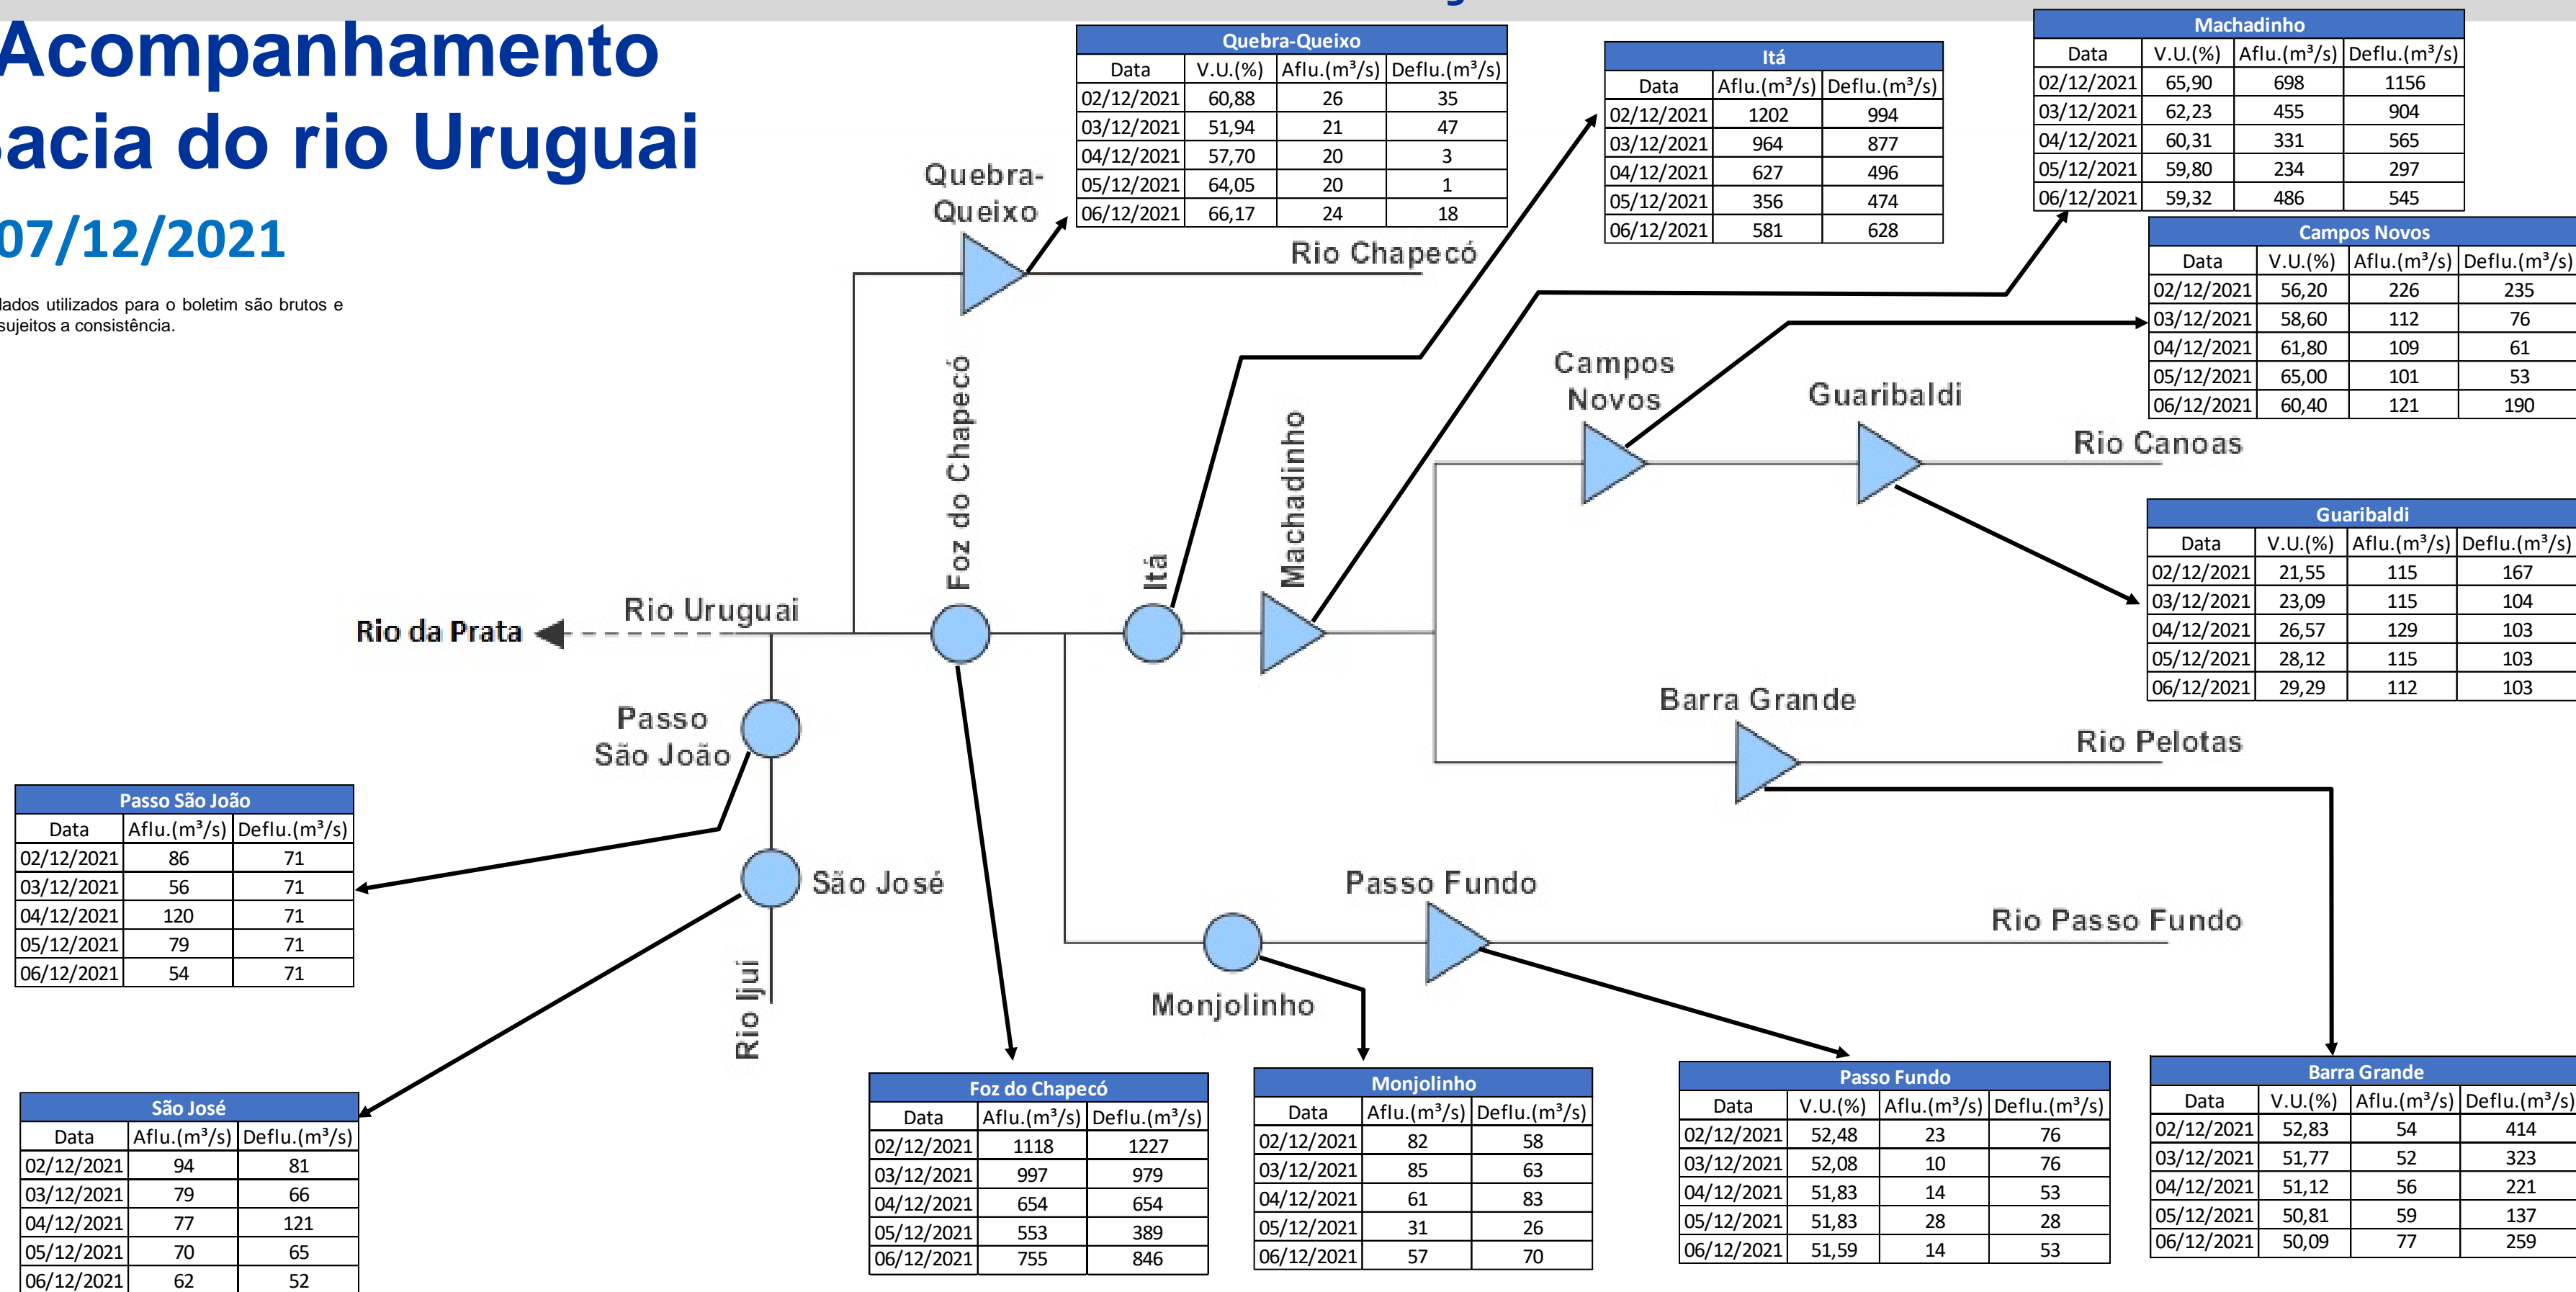 Acompanhamento
acia do rio Uruguai
07/12/2021
dados utilizados para o boletim são brutos e
sujeitos a consistência.
Quebra-Queixo
Data V.U.(%) Aflu.(m³/s) Deflu.(m³/s)
02/12/2021 60,88 26 35
03/12/2021 51,94 21 47
04/12/2021 57,70 20 3
05/12/2021 64,05 20 1
06/12/2021 66,17 24 18
Itá
Data Aflu.(m³/s) Deflu.(m³/s)
02/12/2021 1202 994
03/12/2021 964 877
04/12/2021 627 496
05/12/2021 356 474
06/12/2021 581 628
Machadinho
Data V.U.(%) Aflu.(m³/s) Deflu.(m³/s)
02/12/2021 65,90 698 1156
03/12/2021 62,23 455 904
04/12/2021 60,31 331 565
05/12/2021 59,80 234 297
06/12/2021 59,32 486 545
Campos Novos
Data V.U.(%) Aflu.(m³/s) Deflu.(m³/s)
02/12/2021 56,20 226 235
03/12/2021 58,60 112 76
04/12/2021 61,80 109 61
05/12/2021 65,00 101 53
06/12/2021 60,40 121 190
Guaribaldi
Data V.U.(%) Aflu.(m³/s) Deflu.(m³/s)
02/12/2021 21,55 115 167
03/12/2021 23,09 115 104
04/12/2021 26,57 129 103
05/12/2021 28,12 115 103
06/12/2021 29,29 112 103
Quebra-
Queixo
Rio Chapecó
Foz do Chapecó
Itá
Machadinho
Campos
Novos
Guaribaldi
Rio Canoas
Rio da Prata
Rio Uruguai
Passo
São João
São José
Rio Ijui
Barra Grande
Rio Pelotas
Passo Fundo
Rio Passo Fundo
Monjolinho
Passo São João
Data Aflu.(m³/s) Deflu.(m³/s)
02/12/2021 86 71
03/12/2021 56 71
04/12/2021 120 71
05/12/2021 79 71
06/12/2021 54 71
São José
Data Aflu.(m³/s) Deflu.(m³/s)
02/12/2021 94 81
03/12/2021 79 66
04/12/2021 77 121
05/12/2021 70 65
06/12/2021 62 52
Foz do Chapecó
Data Aflu.(m³/s) Deflu.(m³/s)
02/12/2021 1118 1227
03/12/2021 997 979
04/12/2021 654 654
05/12/2021 553 389
06/12/2021 755 846
Monjolinho
Data Aflu.(m³/s) Deflu.(m³/s)
02/12/2021 82 58
03/12/2021 85 63
04/12/2021 61 83
05/12/2021 31 26
06/12/2021 57 70
Passo Fundo
Data V.U.(%) Aflu.(m³/s) Deflu.(m³/s)
02/12/2021 52,48 23 76
03/12/2021 52,08 10 76
04/12/2021 51,83 14 53
05/12/2021 51,83 28 28
06/12/2021 51,59 14 53
Barra Grande
Data V.U.(%) Aflu.(m³/s) Deflu.(m³/s)
02/12/2021 52,83 54 414
03/12/2021 51,77 52 323
04/12/2021 51,12 56 221
05/12/2021 50,81 59 137
06/12/2021 50,09 77 259